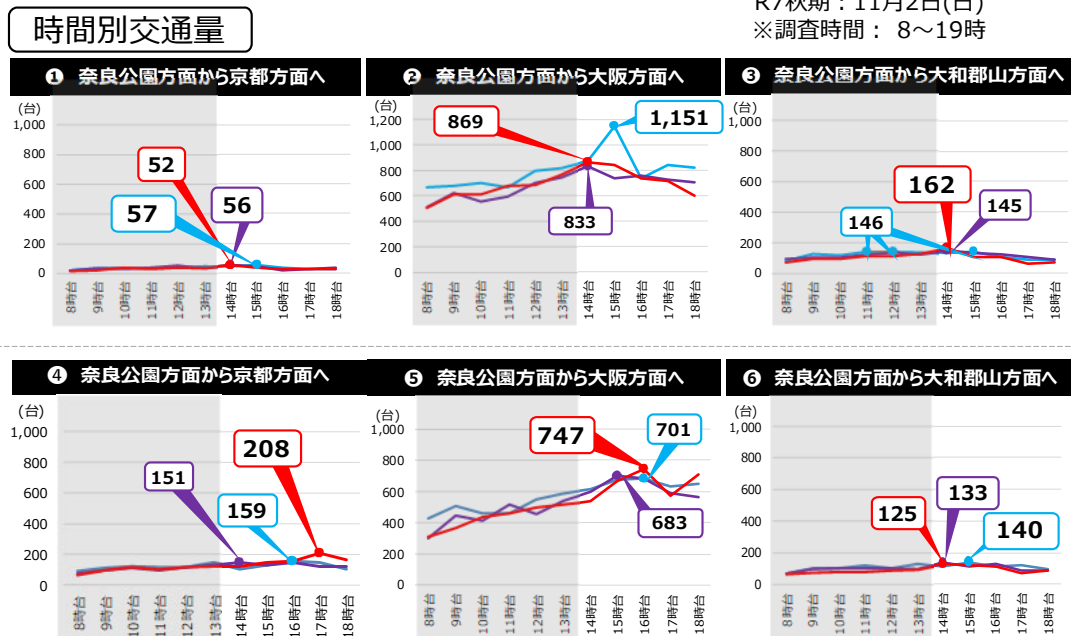 R7秋期：11月2日(日)
時間別交通量
※調査時間： 8～19時
❶ 奈良公園方面から京都方面へ
(台)
1,000
800
600
400
200
0
52
57
56
8時台
9時台
10時台
11時台
12時台
13時台
14時台
15時台
16時台
17時台
18時台
❷ 奈良公園方面から大阪方面へ
(台)
1,200
1,000
800
600
400
200
0
869
1,151
833
8時台
9時台
10時台
11時台
12時台
13時台
14時台
15時台
16時台
17時台
18時台
❸ 奈良公園方面から大和郡山方面へ
(台)
1,000
800
600
400
200
0
162
146
145
8時台
9時台
10時台
11時台
12時台
13時台
14時台
15時台
16時台
17時台
18時台
❹ 奈良公園方面から京都方面へ
(台)
1,000
800
600
400
200
0
151
208
159
8時台
9時台
10時台
11時台
12時台
13時台
14時台
15時台
16時台
17時台
18時台
❺ 奈良公園方面から大阪方面へ
(台)
1,000
800
600
400
200
0
747
701
683
8時台
9時台
10時台
11時台
12時台
13時台
14時台
15時台
16時台
17時台
18時台
❻ 奈良公園方面から大和郡山方面へ
(台)
1,000
800
600
400
200
0
125
133
140
8時台
9時台
10時台
11時台
12時台
13時台
14時台
15時台
16時台
17時台
18時台